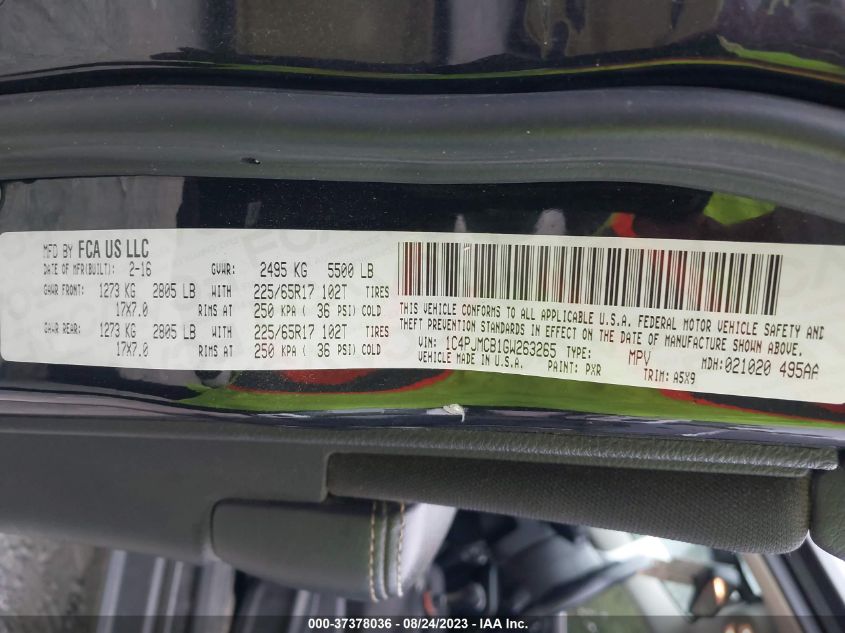 MFD BY FCA US LLC
DATE OF MFR(BUILT): 2-16 GVWR: 2495 KG 5500 LB
GAWR FRONT: 1273 KG 2805 LB WITH 225/65R17 102T TIRES
17X7.0 RIMS AT 250 KPA ( 36 PSI) COLD
GAWR REAR: 1273 KG 2805 LB WITH 225/65R17 102T TIRES
17X7.0 RIMS AT 250 KPA ( 36 PSI) COLD
THIS VEHICLE CONFORMS TO ALL APPLICABLE U.S.A. FEDERAL MOTOR VEHICLE SAFETY AND
THEFT PREVENTION STANDARDS IN EFFECT ON THE DATE OF MANUFACTURE SHOWN ABOVE.
VIN: 1C4PJMCB1GW263265 TYPE: MPV MDH:021020 495AA
VEHICLE MADE IN U.S.A. PAINT: PXR TRIM: A5X9
000-37378036 - 08/24/2023 - COPYRIGHT IAA, LLC